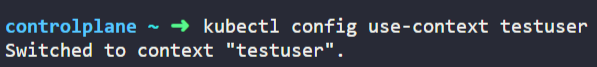 controlplane ~ ➜ kubectl config use-context testuser
Switched to context "testuser".